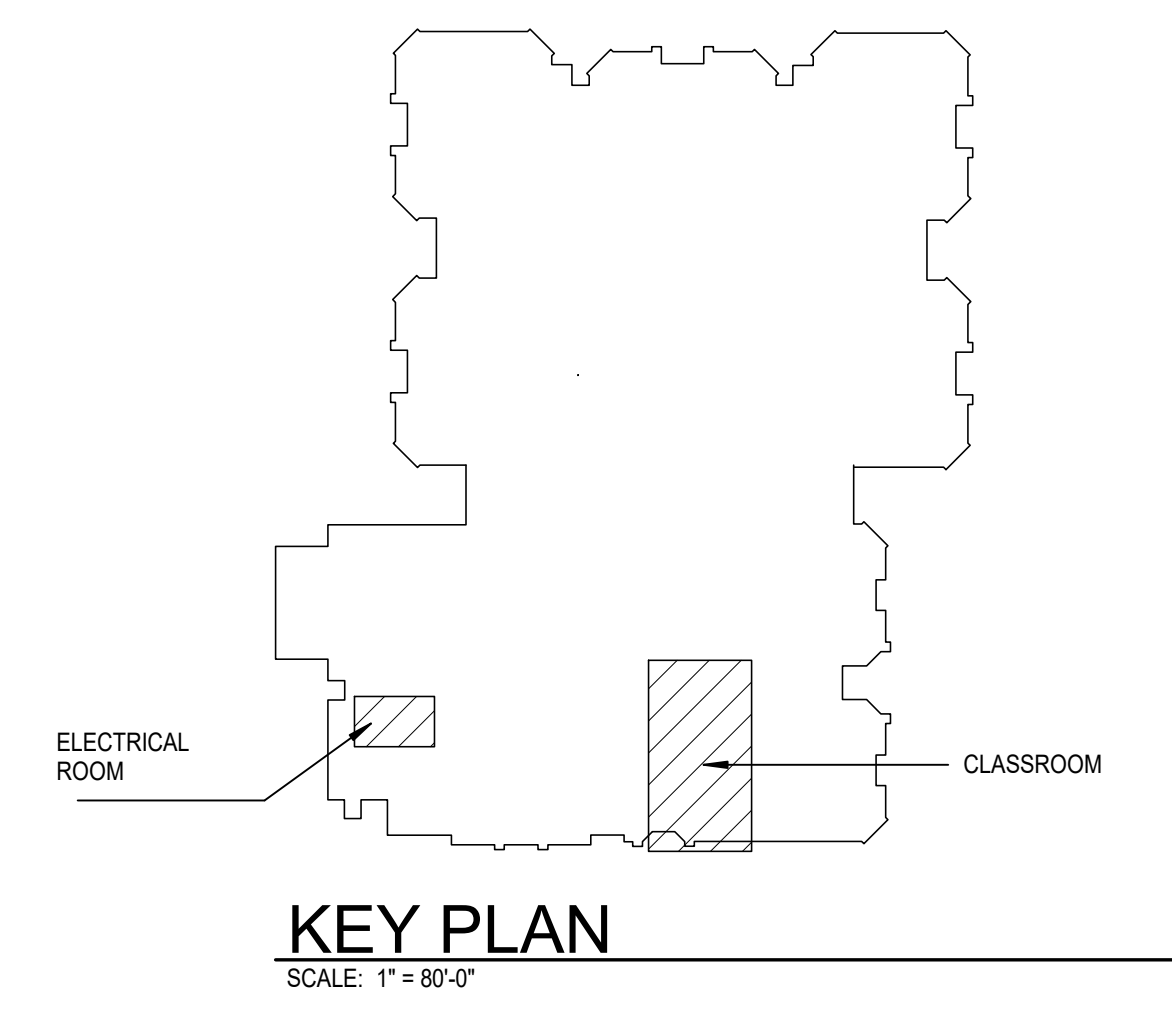 ELECTRICAL
ROOM
CLASSROOM
KEY PLAN
SCALE: 1" = 80'-0"